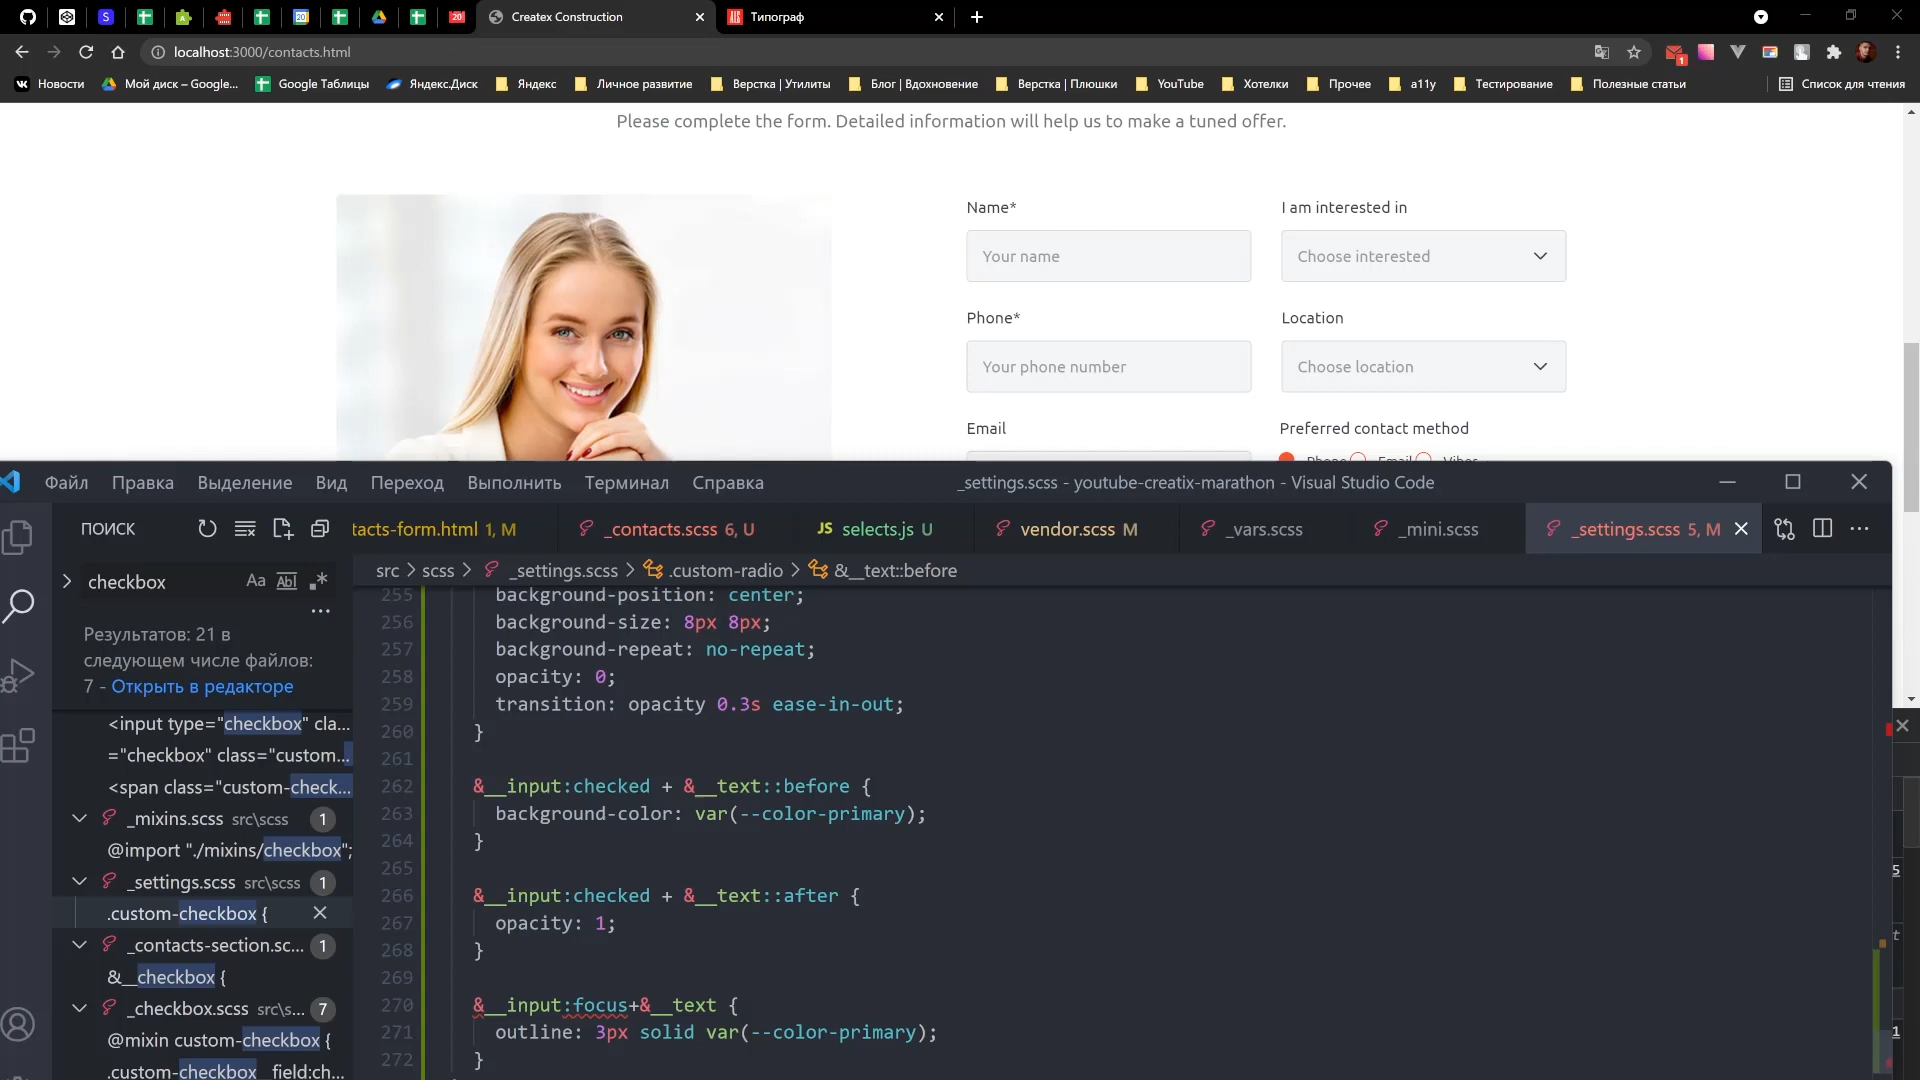 Createx Construction
Типограф
localhost:3000/contacts.html
Новости
Мой диск – Google...
Google Таблицы
Яндекс.Диск
Яндекс
Личное развитие
Верстка | Утилиты
Блог | Вдохновение
Верстка | Плюшки
YouTube
Хотелки
Прочее
a11y
Тестирование
Полезные статьи
Список для чтения
Please complete the form. Detailed information will help us to make a tuned offer.
Name*
I am interested in
Your name
Choose interested
Phone*
Location
Your phone number
Choose location
Email
Preferred contact method
Phone
Email
Viber
Файл
Правка
Выделение
Вид
Переход
Выполнить
Терминал
Справка
_settings.scss - youtube-creatix-marathon - Visual Studio Code
ПОИСК
tacts-form.html 1, M
_contacts.scss 6, U
JS selects.js U
vendor.scss M
_vars.scss
_mini.scss
_settings.scss 5, M
src > scss > _settings.scss > .custom-radio > &__text::before
checkbox
Результатов: 21 в
следующем числе файлов:
7 - Открыть в редакторе
<input type="checkbox" cla...
="checkbox" class="custom...
<span class="custom-check...
_mixins.scss src\scss 1
@import "./mixins/checkbox";
_settings.scss src\scss 1
.custom-checkbox {
_contacts-section.sc... 1
&__checkbox {
_checkbox.scss src\s... 7
@mixin custom-checkbox {
.custom-checkbox__field:ch...
255 background-position: center;
256 background-size: 8px 8px;
257 background-repeat: no-repeat;
258 opacity: 0;
259 transition: opacity 0.3s ease-in-out;
260 }
261
262 &__input:checked + &__text::before {
263 background-color: var(--color-primary);
264 }
265
266 &__input:checked + &__text::after {
267 opacity: 1;
268 }
269
270 &__input:focus+&__text {
271 outline: 3px solid var(--color-primary);
272 }